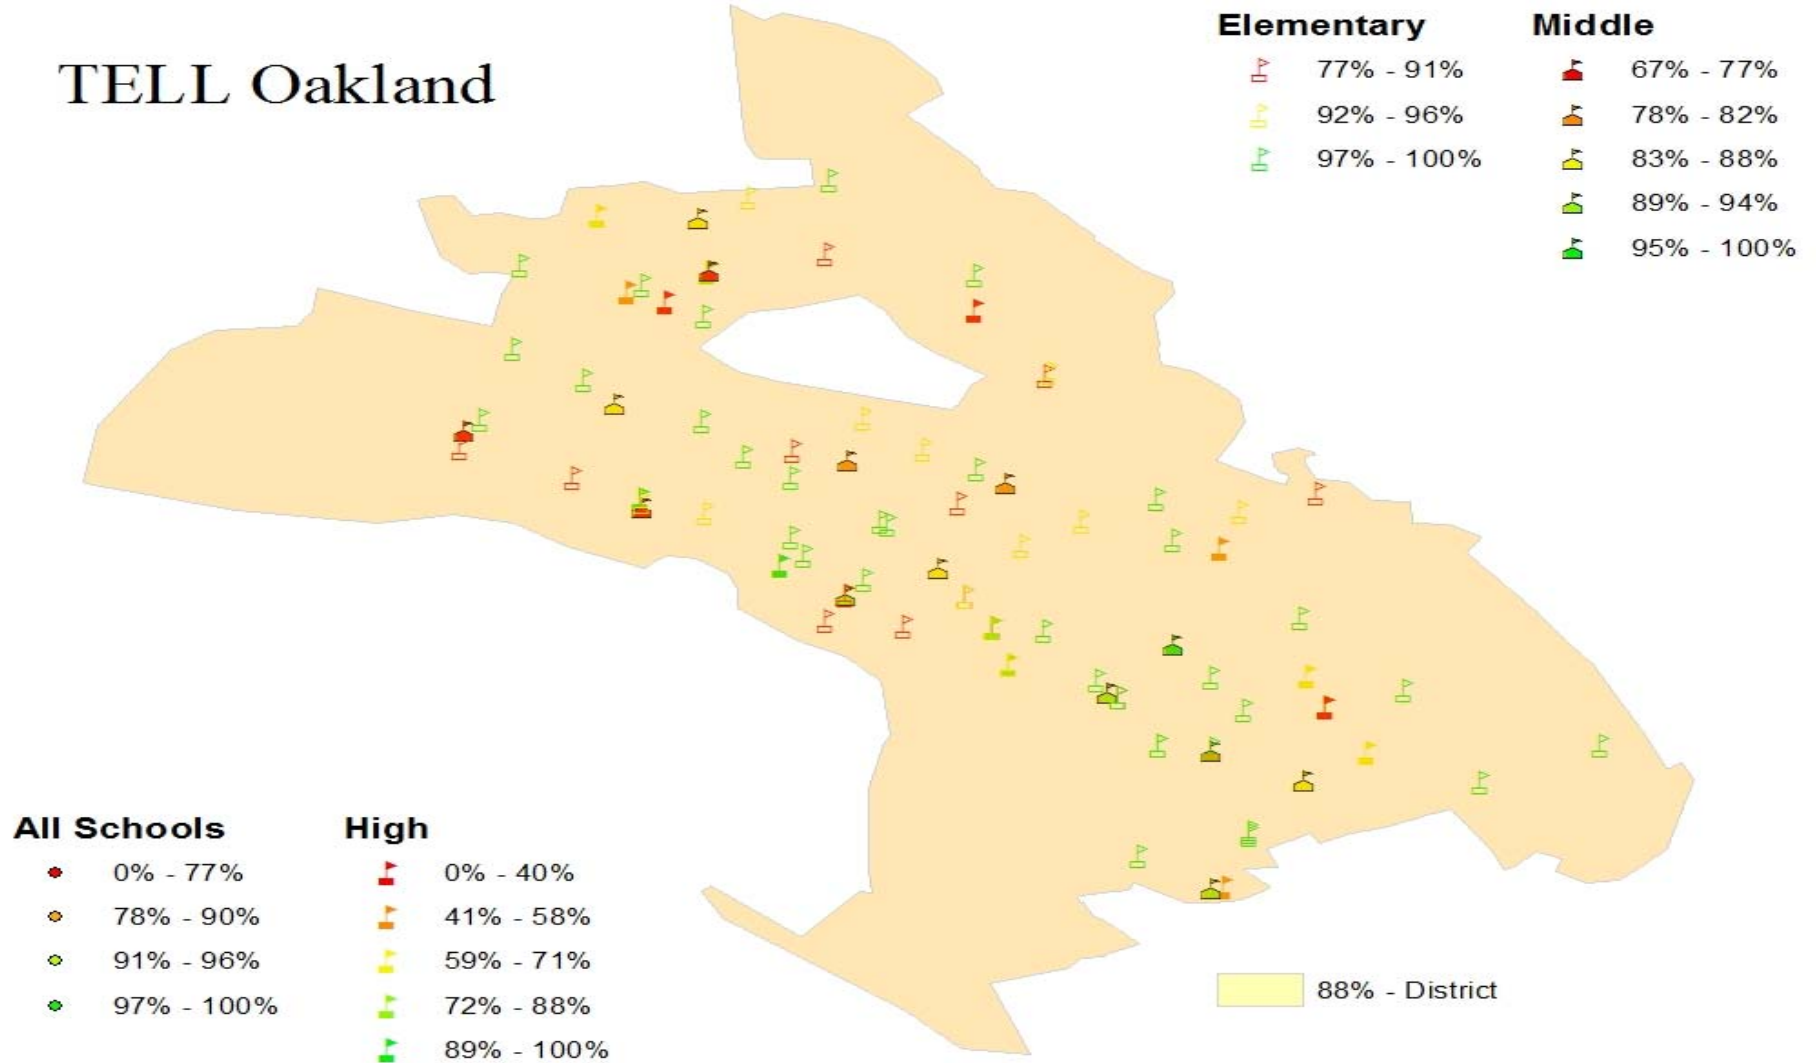 TELL Oakland
Elementary
77% - 91%
92% - 96%
97% - 100%
Middle
67% - 77%
78% - 82%
83% - 88%
89% - 94%
95% - 100%
All Schools
0% - 77%
78% - 90%
91% - 96%
97% - 100%
High
0% - 40%
41% - 58%
59% - 71%
72% - 88%
89% - 100%
88% - District